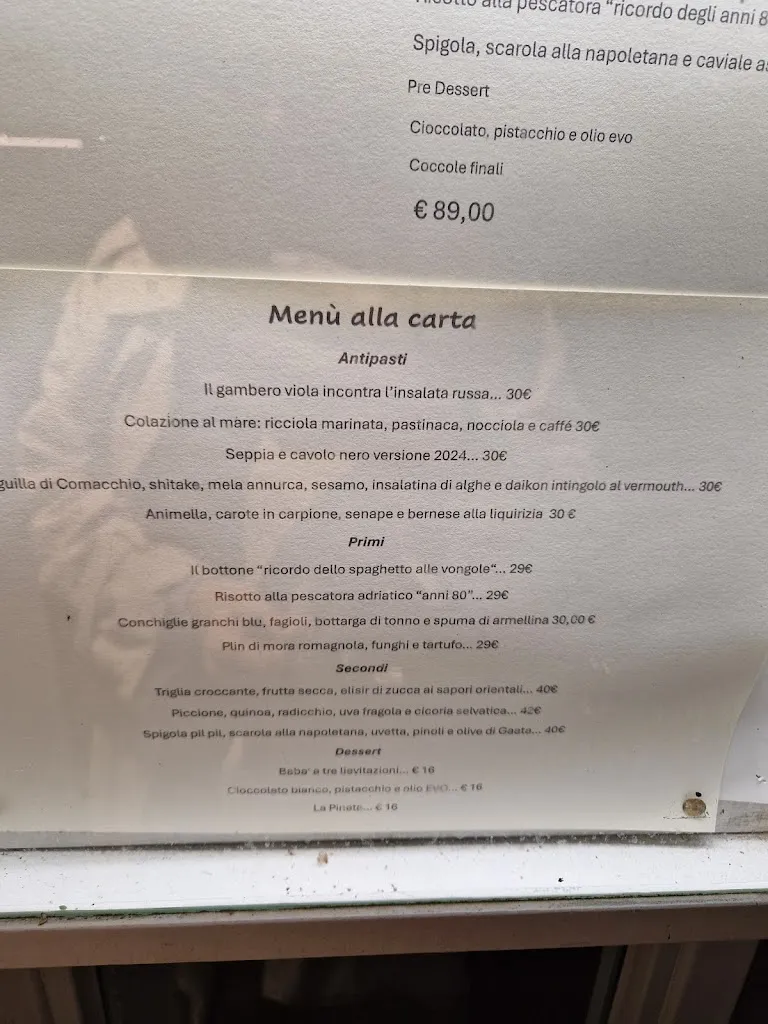 alla pescatora "ricordo degli anni 8
Spigola, scarola alla napoletana e caviale
Pre Dessert
Cioccolato, pistacchio e olio evo
Coccole finali
€ 89,00
Menù alla carta
Antipasti
Il gambero viola incontra l'insalata russa... 30€
Colazione al mare: ricciola marinata, pastinaca, nocciola e caffé 30€
Seppia e cavolo nero versione 2024... 30€
guilla di Comacchio, shitake, mela annurca, sesamo, insalatina di alghe e daikon intingolo al vermouth... 30€
Animella, carote in carpione, senape e bernese alla liquirizia 30 €
Primi
Il bottone "ricordo dello spaghetto alle vongole"... 29€
Risotto alla pescatora adriatico "anni 80"... 29€
Conchiglie granchi blu, fagioli, bottarga di tonno e spuma di armellina 30,00 €
Plin di mora romagnola, funghi e tartufo... 29€
Secondi
Triglia croccante, frutta secca, elisir di zucca ai sapori orientali... 40€
Piccione, quinoa, radicchio, uva fragola e cicoria selvatica... 42€
Spigola pil pil, scarola alla napoletana, uvetta, pinoli e olive di Gaeta... 40€
Dessert
Baba' a tre lievitazioni... € 16
Cioccolato bianco, pistacchio e olio EVO... € 16
La Pineta... € 16